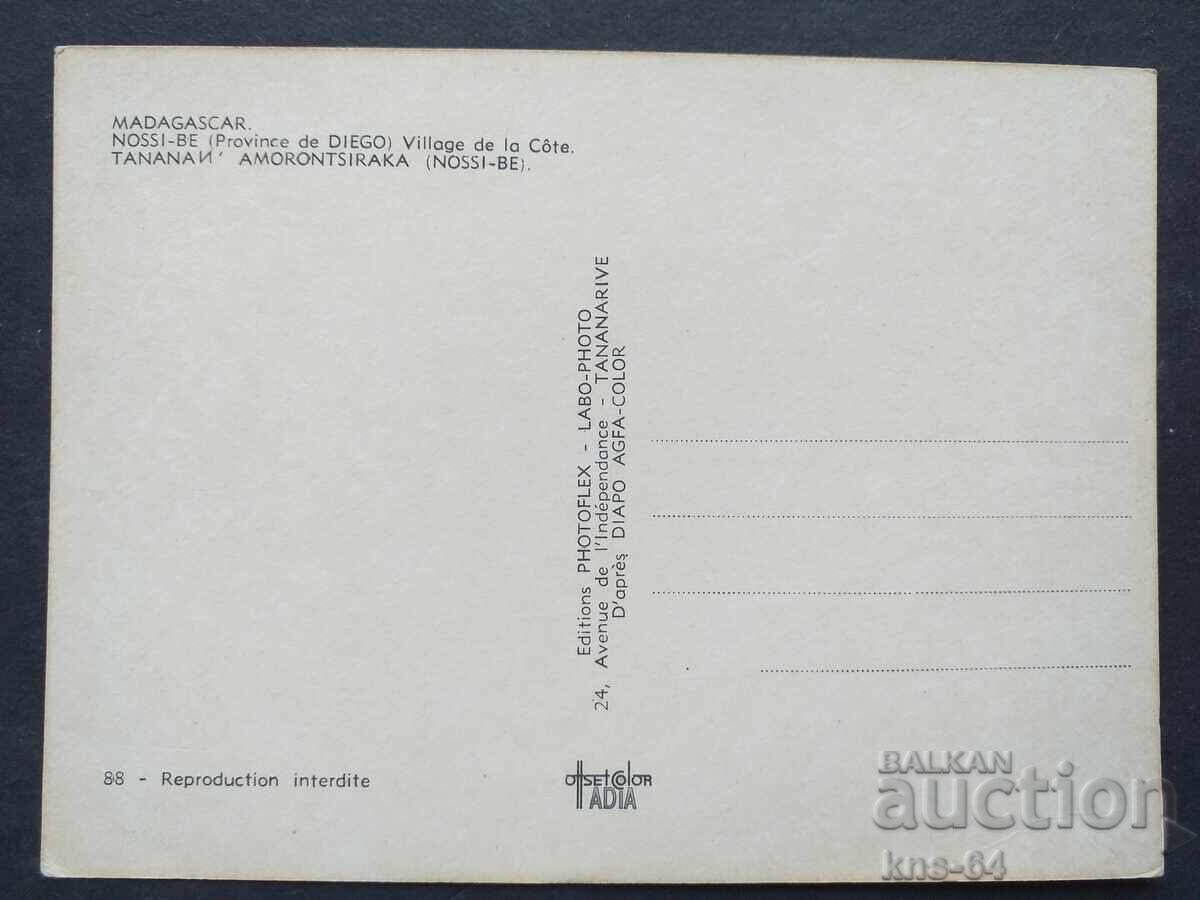 MADAGASCAR.
NOSSI-BE (Province de DIEGO) Village de la Côte.
TANANAИ' AMORONTSIRAKA (NOSSI-BE).
Editions PHOTOFLEX - LABO-PHOTO
24, Avenue de l'Indépendance - TANANARIVE
D'après DIAPO AGFA-COLOR
88 - Reproduction interdite
OffsetColor
ADIA
BALKAN
auction
kns-64